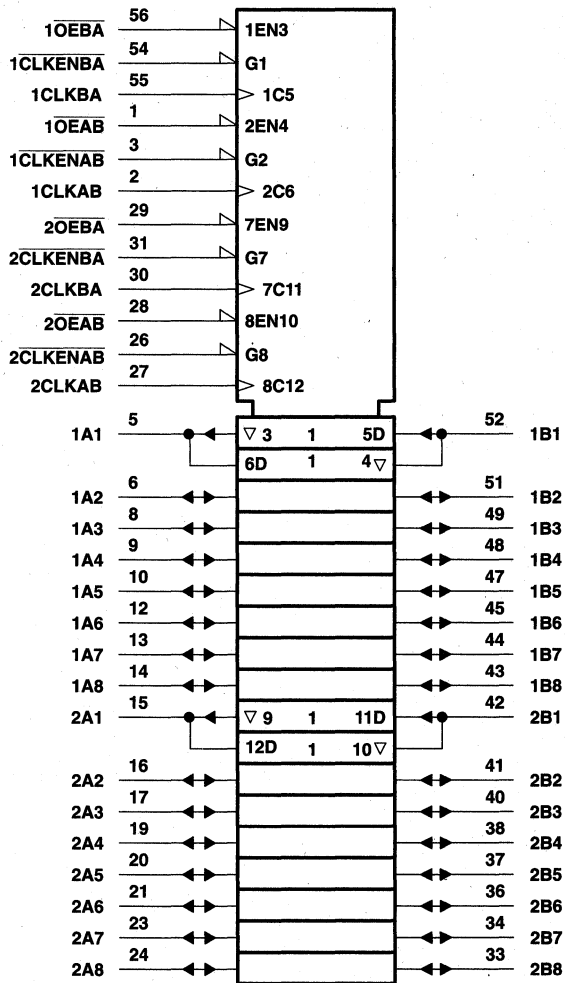 1OEBA 56 1EN3
1CLKENBA 54 G1
1CLKBA 55 1C5
1OEAB 1 2EN4
1CLKENAB 3 G2
1CLKAB 2 2C6
2OEBA 29 7EN9
2CLKENBA 31 G7
2CLKBA 30 7C11
2OEAB 28 8EN10
2CLKENAB 26 G8
2CLKAB 27 8C12
1A1 5 ▽ 3 1 5D 52 1B1
6D 1 4 ▽
1A2 6 51 1B2
1A3 8 49 1B3
1A4 9 48 1B4
1A5 10 47 1B5
1A6 12 45 1B6
1A7 13 44 1B7
1A8 14 43 1B8
2A1 15 ▽ 9 1 11D 42 2B1
12D 1 10 ▽
2A2 16 41 2B2
2A3 17 40 2B3
2A4 19 38 2B4
2A5 20 37 2B5
2A6 21 36 2B6
2A7 23 34 2B7
2A8 24 33 2B8